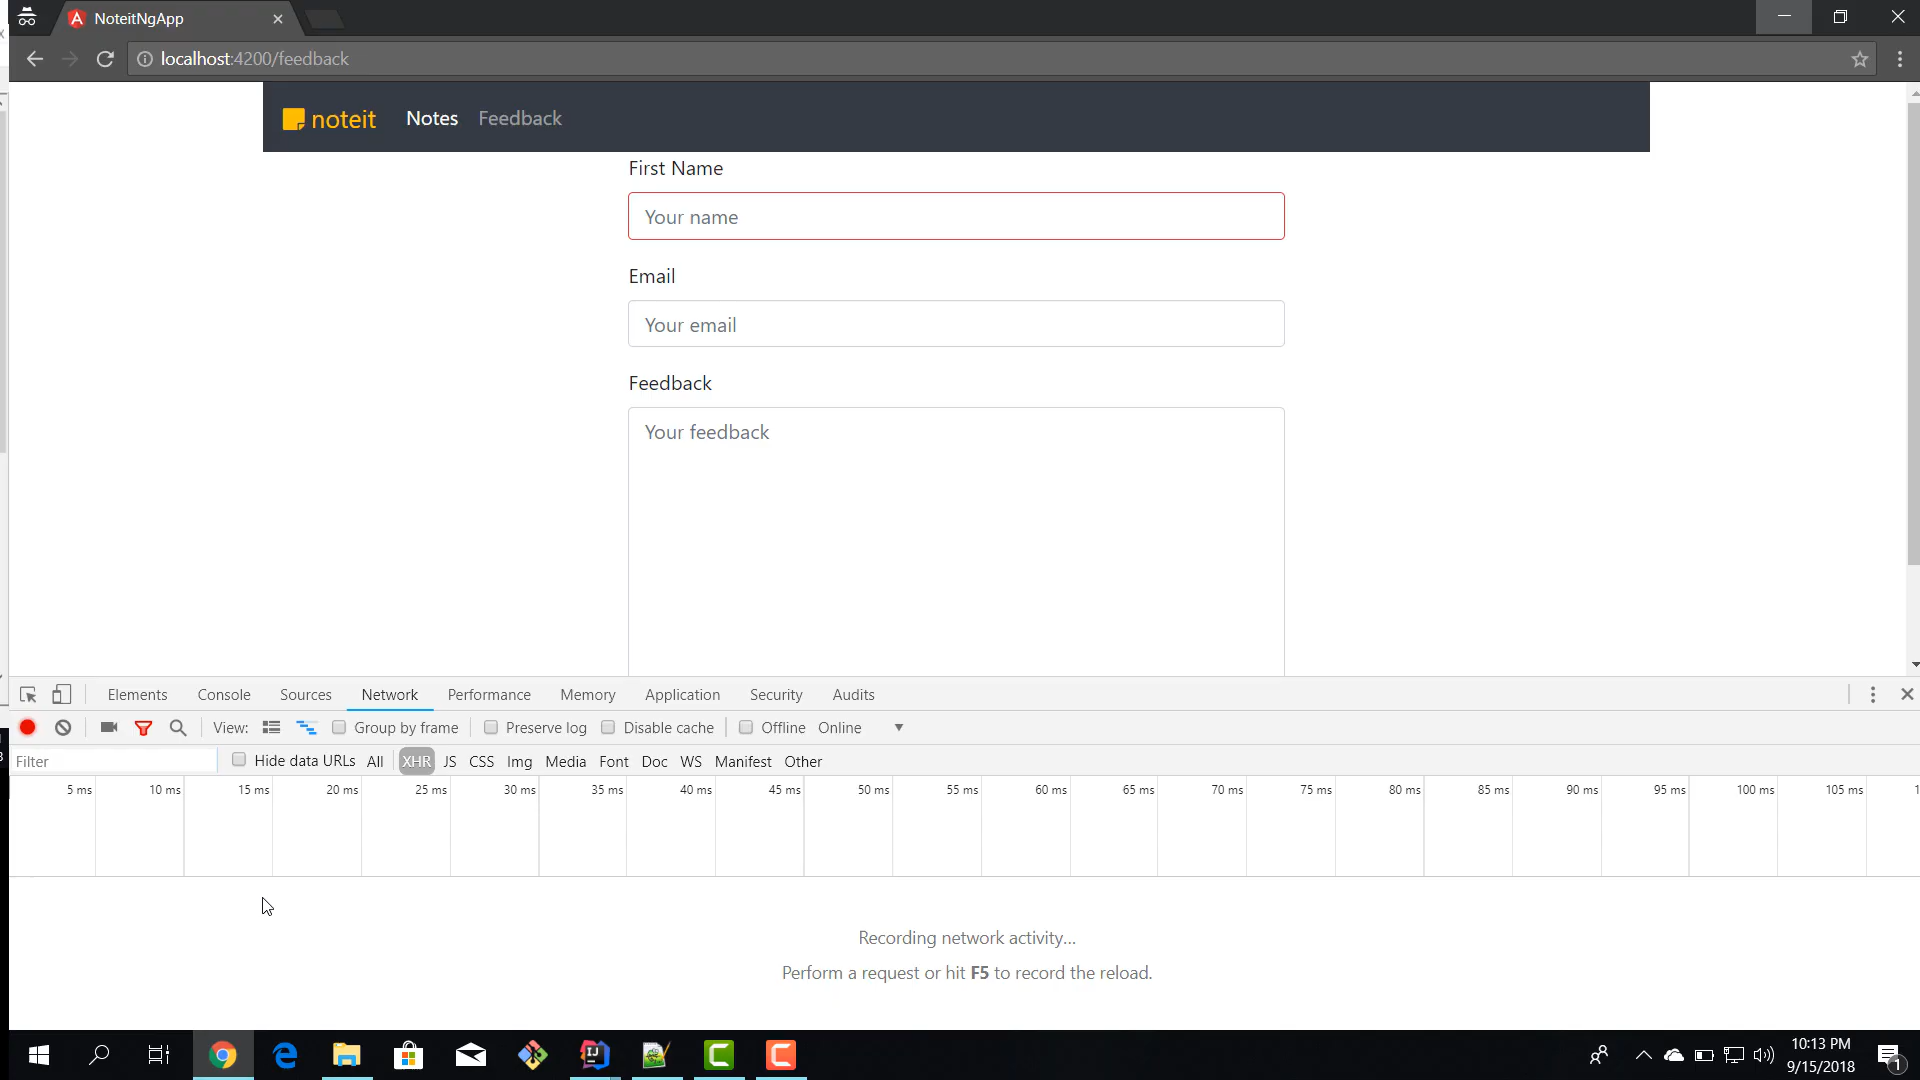 NoteitNgApp
localhost:4200/feedback
noteit Notes Feedback
First Name
Your name
Email
Your email
Feedback
Your feedback
Elements Console Sources Network Performance Memory Application Security Audits
View: Group by frame Preserve log Disable cache Offline Online
Filter Hide data URLs All XHR JS CSS Img Media Font Doc WS Manifest Other
5 ms 10 ms 15 ms 20 ms 25 ms 30 ms 35 ms 40 ms 45 ms 50 ms 55 ms 60 ms 65 ms 70 ms 75 ms 80 ms 85 ms 90 ms 95 ms 100 ms 105 ms 1
Recording network activity...
Perform a request or hit F5 to record the reload.
10:13 PM
9/15/2018
1